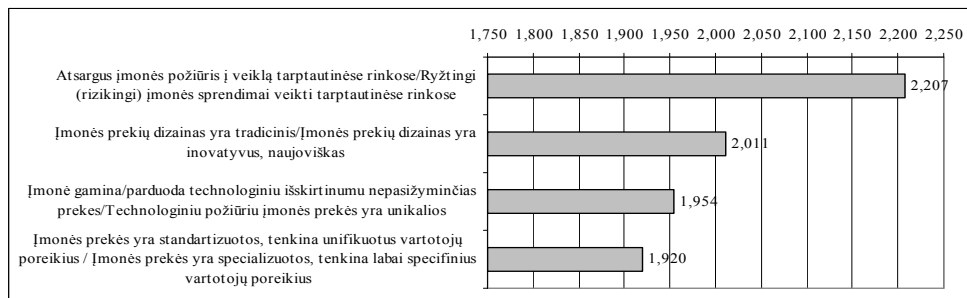 1,750 1,800 1,850 1,900 1,950 2,000 2,050 2,100 2,150 2,200 2,250
Atsargus įmonės požiūris į veiklą tarptautinėse rinkose/Ryžtingi
(rizikingi) įmonės sprendimai veikti tarptautinėse rinkose
2,207
Įmonės prekių dizainas yra tradicinis/Įmonės prekių dizainas yra
inovatyvus, naujoviškas
2,011
Įmonė gamina/parduoda technologiniu išskirtinumu nepasižyminčias
prekes/Technologiniu požiūriu įmonės prekės yra unikalios
1,954
Įmonės prekės yra standartizuotos, tenkina unifikuotus vartotojų
poreikius / Įmonės prekės yra specializuotos, tenkina labai specifinius
vartotojų poreikius
1,920